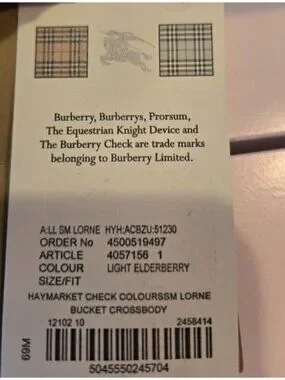 Burberry, Burberrys, Prorsum,
The Equestrian Knight Device and
The Burberry Check are trade marks
belonging to Burberry Limited.
A:LL SM LORNE HYH:ACBZU:51230
ORDER No 4500519497
ARTICLE 4057156 1
COLOUR LIGHT ELDERBERRY
SIZE/FIT
HAYMARKET CHECK COLOURSSM LORNE
BUCKET CROSSBODY
12102 10 2458414
69M
5045550245704